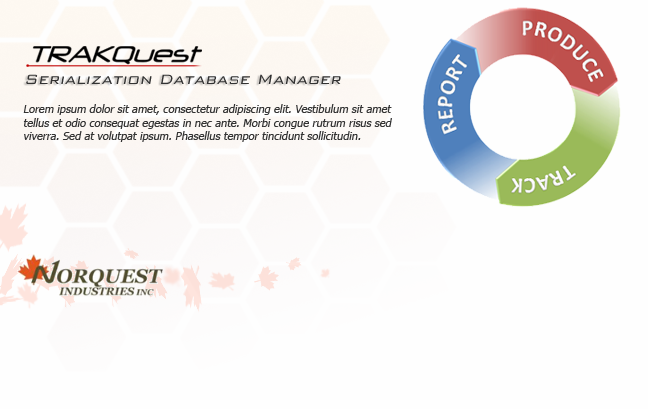 TRAKQuest
Serialization Database Manager
Lorem ipsum dolor sit amet, consectetur adipiscing elit. Vestibulum sit amet
tellus et odio consequat egestas in nec ante. Morbi congue rutrum risus sed
viverra. Sed at volutpat ipsum. Phasellus tempor tincidunt sollicitudin.
PRODUCE
TRACK
REPORT
NORQUEST
INDUSTRIES INC